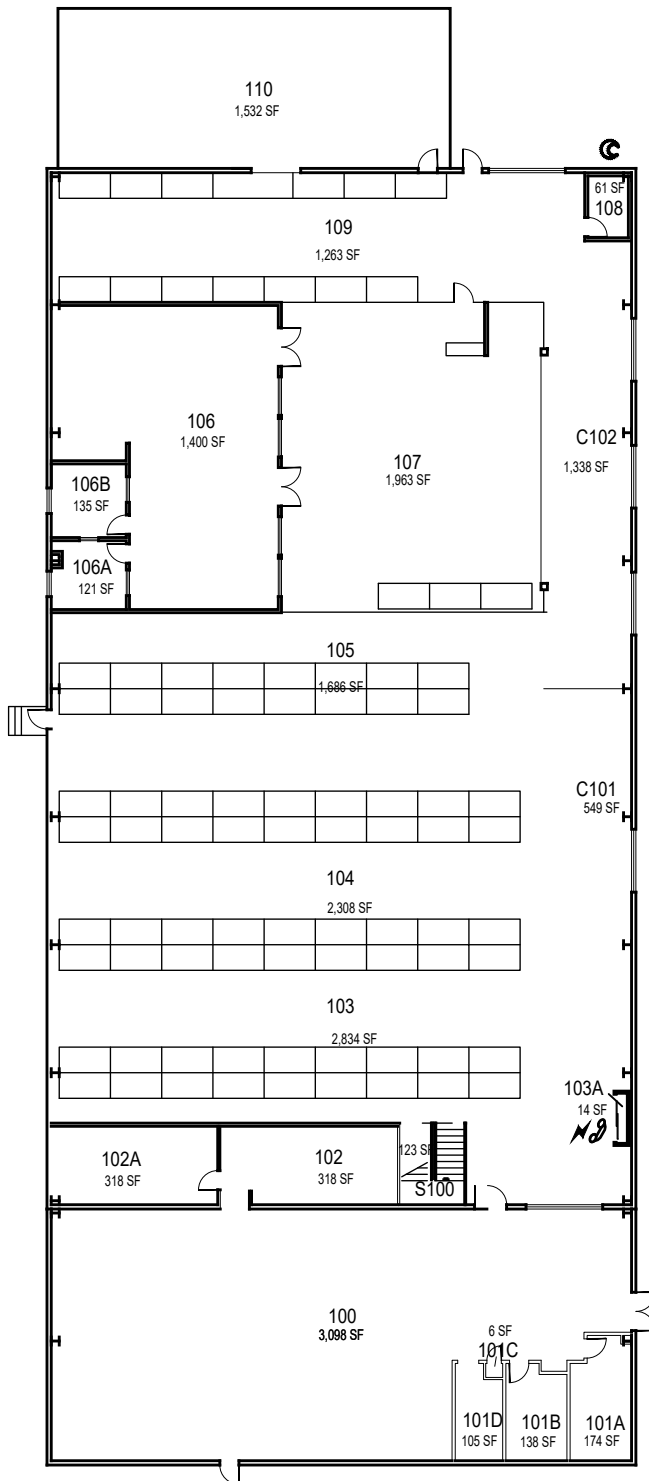 110
1,532 SF
61 SF
108
109
1,263 SF
106
1,400 SF
C102
1,338 SF
107
1,963 SF
106B
135 SF
106A
121 SF
105
1,686 SF
C101
549 SF
104
2,308 SF
103
2,834 SF
103A
14 SF
102A
318 SF
102
318 SF
123 SF
S100
100
3,098 SF
6 SF
101C
101D
105 SF
101B
138 SF
101A
174 SF